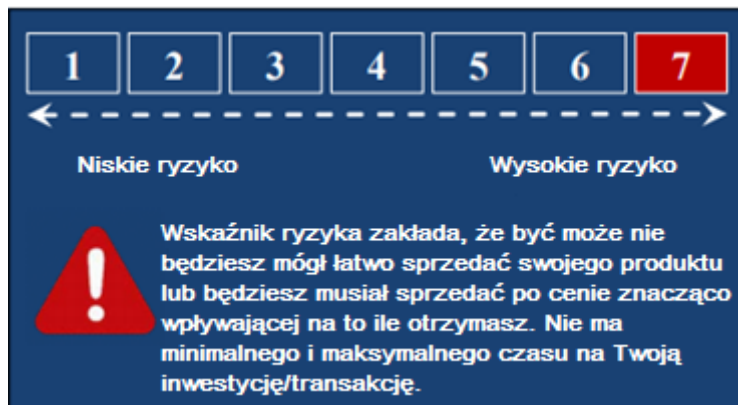 1 2 3 4 5 6 7
Niskie ryzyko Wysokie ryzyko
Wskaźnik ryzyka zakłada, że być może nie
będziesz mógł łatwo sprzedać swojego produktu
lub będziesz musiał sprzedać po cenie znacząco
wpływającej na to ile otrzymasz. Nie ma
minimalnego i maksymalnego czasu na Twoją
inwestycję/transakcję.